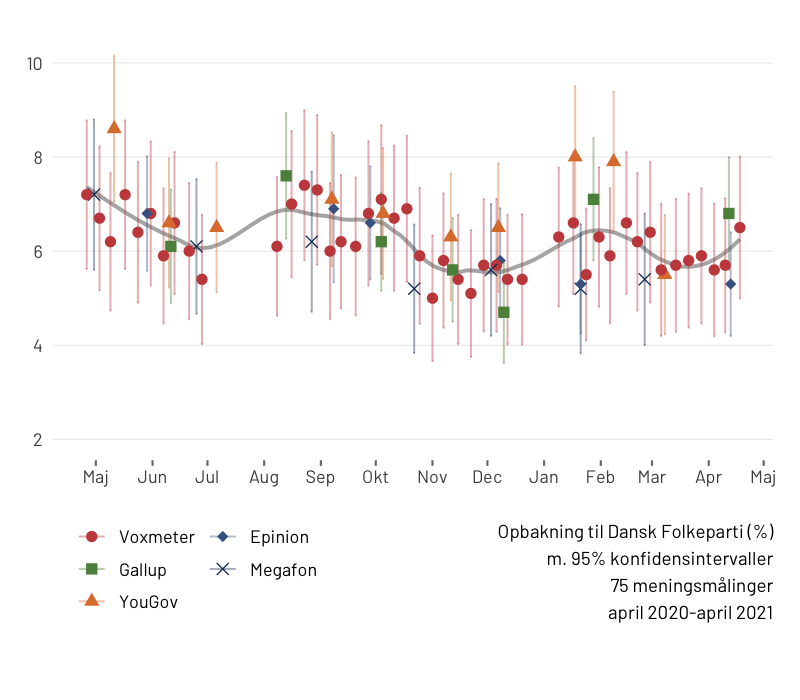 10
8
6
4
2
Maj Jun Jul Aug Sep Okt Nov Dec Jan Feb Mar Apr Maj
Voxmeter Epinion
Gallup Megafon
YouGov
Opbakning til Dansk Folkeparti (%)
m. 95% konfidensintervaller
75 meningsmålinger
april 2020-april 2021